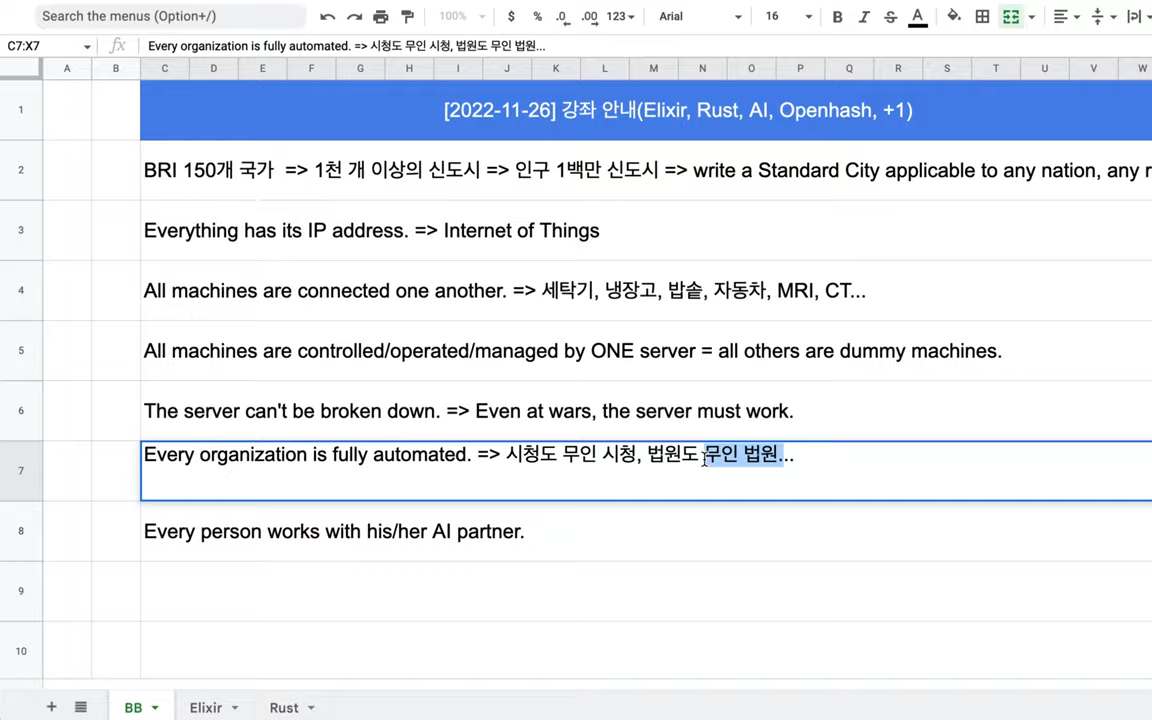 Search the menus (Option+/)
100%
$ % .0 .00 123
Arial
16
B I S A
C7:X7
fx Every organization is fully automated. => 시청도 무인 시청, 법원도 무인 법원...
A B C D E F G H I J K L M N O P Q R S T U V W
1 [2022-11-26] 강좌 안내(Elixir, Rust, AI, Openhash, +1)
2 BRI 150개 국가 => 1천 개 이상의 신도시 => 인구 1백만 신도시 => write a Standard City applicable to any nation, any r
3 Everything has its IP address. => Internet of Things
4 All machines are connected one another. => 세탁기, 냉장고, 밥솥, 자동차, MRI, CT...
5 All machines are controlled/operated/managed by ONE server = all others are dummy machines.
6 The server can't be broken down. => Even at wars, the server must work.
7 Every organization is fully automated. => 시청도 무인 시청, 법원도 무인 법원...
8 Every person works with his/her AI partner.
9
10
BB Elixir Rust